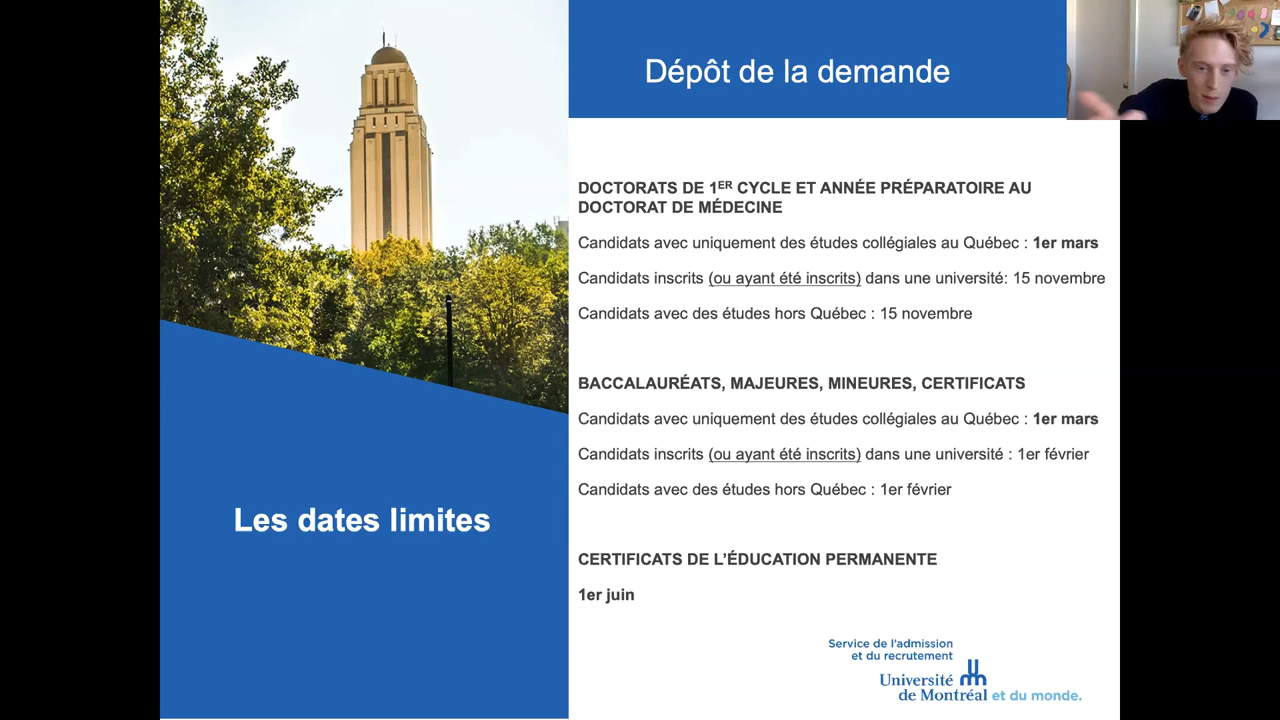 Dépôt de la demande
DOCTORATS DE 1ER CYCLE ET ANNÉE PRÉPARATOIRE AU
DOCTORAT DE MÉDECINE
Candidats avec uniquement des études collégiales au Québec : 1er mars
Candidats inscrits (ou ayant été inscrits) dans une université: 15 novembre
Candidats avec des études hors Québec : 15 novembre
BACCALAURÉATS, MAJEURES, MINEURES, CERTIFICATS
Candidats avec uniquement des études collégiales au Québec : 1er mars
Candidats inscrits (ou ayant été inscrits) dans une université : 1er février
Candidats avec des études hors Québec : 1er février
Les dates limites
CERTIFICATS DE L’ÉDUCATION PERMANENTE
1er juin
Service de l'admission
et du recrutement
Université
de Montréal et du monde.